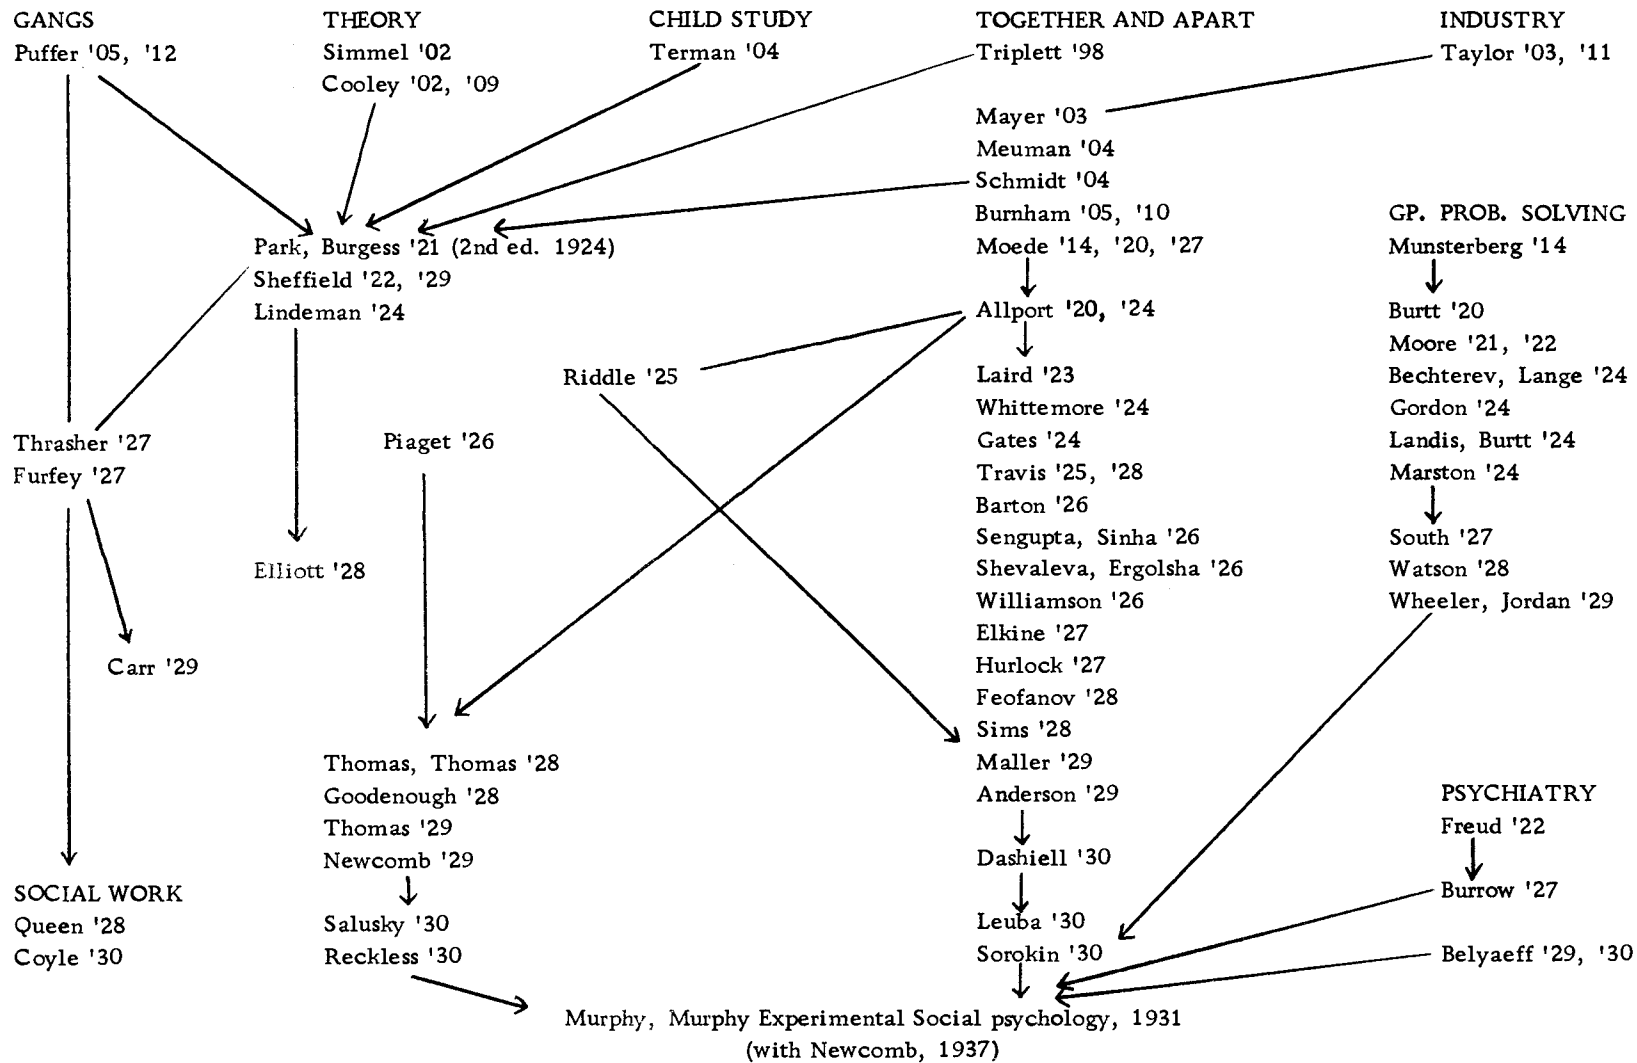 GANGS
Puffer '05, '12
THEORY
Simmel '02
Cooley '02, '09
CHILD STUDY
Terman '04
TOGETHER AND APART
Triplett '98
Mayer '03
Meuman '04
Schmidt '04
Burnham '05, '10
Moede '14, '20, '27
Allport '20, '24
Laird '23
Whittemore '24
Gates '24
Travis '25, '28
Barton '26
Sengupta, Sinha '26
Shevaleva, Ergolsha '26
Williamson '26
Elkine '27
Hurlock '27
Feofanov '28
Sims '28
Maller '29
Anderson '29
Dashiell '30
Leuba '30
Sorokin '30
INDUSTRY
Taylor '03, '11
GP. PROB. SOLVING
Munsterberg '14
Burtt '20
Moore '21, '22
Bechterev, Lange '24
Gordon '24
Landis, Burtt '24
Marston '24
South '27
Watson '28
Wheeler, Jordan '29
PSYCHIATRY
Freud '22
Burrow '27
Belyaeff '29, '30
Park, Burgess '21 (2nd ed. 1924)
Sheffield '22, '29
Lindeman '24
Riddle '25
Thrasher '27
Furfey '27
Piaget '26
Elliott '28
Carr '29
Thomas, Thomas '28
Goodenough '28
Thomas '29
Newcomb '29
Salusky '30
Reckless '30
SOCIAL WORK
Queen '28
Coyle '30
Murphy, Murphy Experimental Social psychology, 1931
(with Newcomb, 1937)